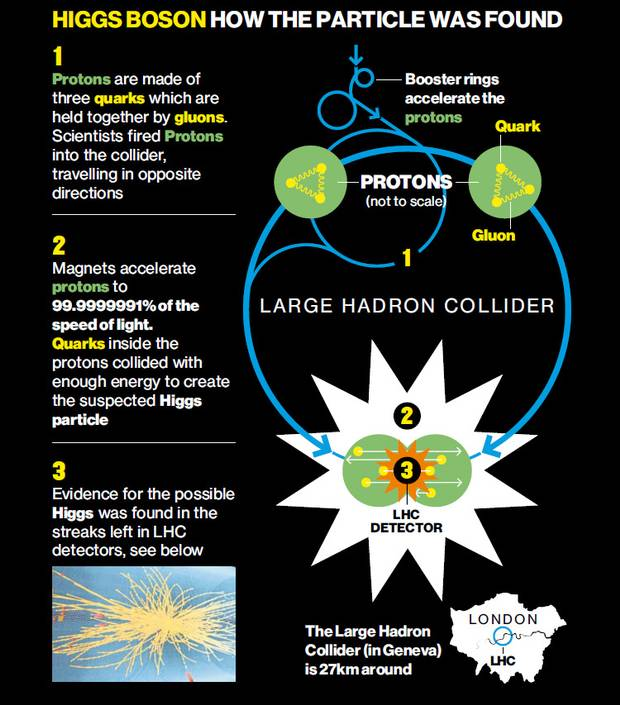 HIGGS BOSON HOW THE PARTICLE WAS FOUND
1
Protons are made of
three quarks which are
held together by gluons.
Scientists fired Protons
into the collider,
travelling in opposite
directions
2
Magnets accelerate
protons to
99.9999991% of the
speed of light.
Quarks inside the
protons collided with
enough energy to create
the suspected Higgs
particle
3
Evidence for the possible
Higgs was found in the
streaks left in LHC
detectors, see below
Booster rings
accelerate the
protons
Quark
PROTONS
(not to scale)
Gluon
1
LARGE HADRON COLLIDER
2
3
LHC
DETECTOR
The Large Hadron
Collider (in Geneva)
is 27km around
LONDON
LHC